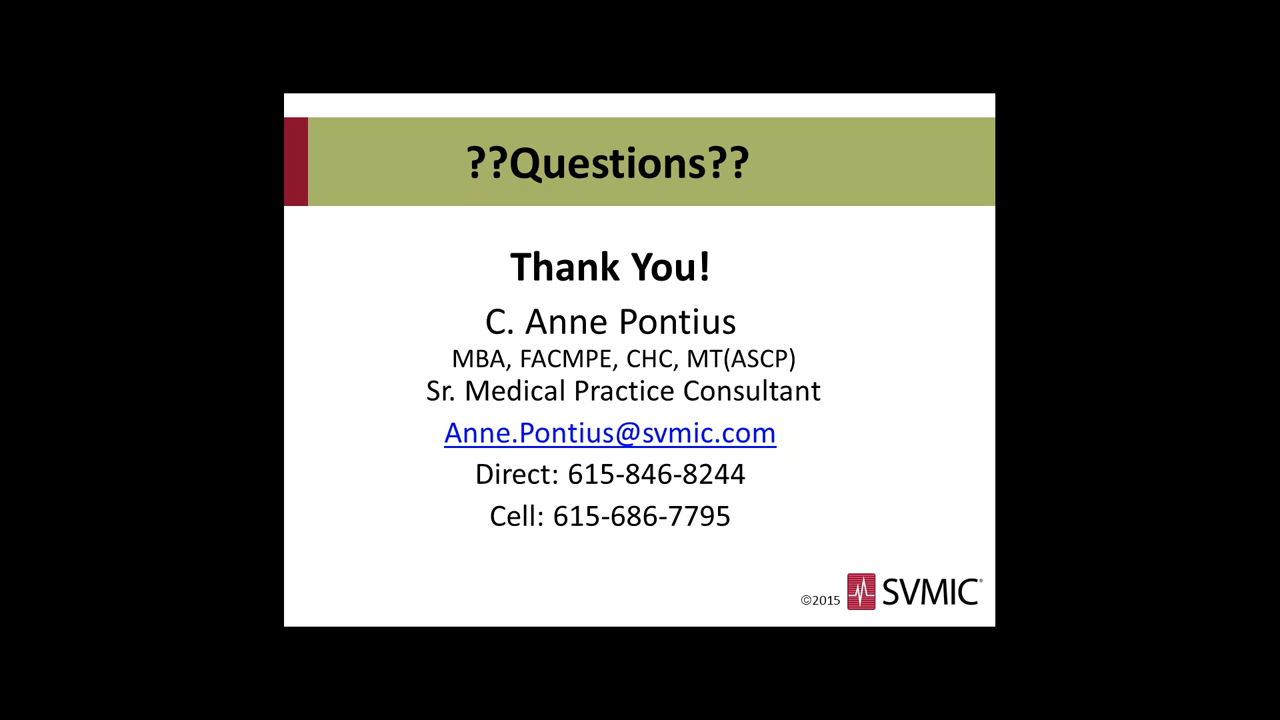 ??Questions??
Thank You!
C. Anne Pontius
MBA, FACMPE, CHC, MT(ASCP)
Sr. Medical Practice Consultant
Anne.Pontius@svmic.com
Direct: 615-846-8244
Cell: 615-686-7795
©2015 SVMIC®